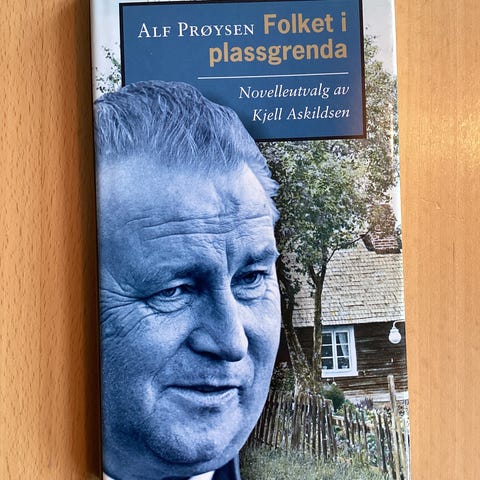 ALF PRØYSEN Folket i
plassgrenda
Novelleutvalg av
Kjell Askildsen